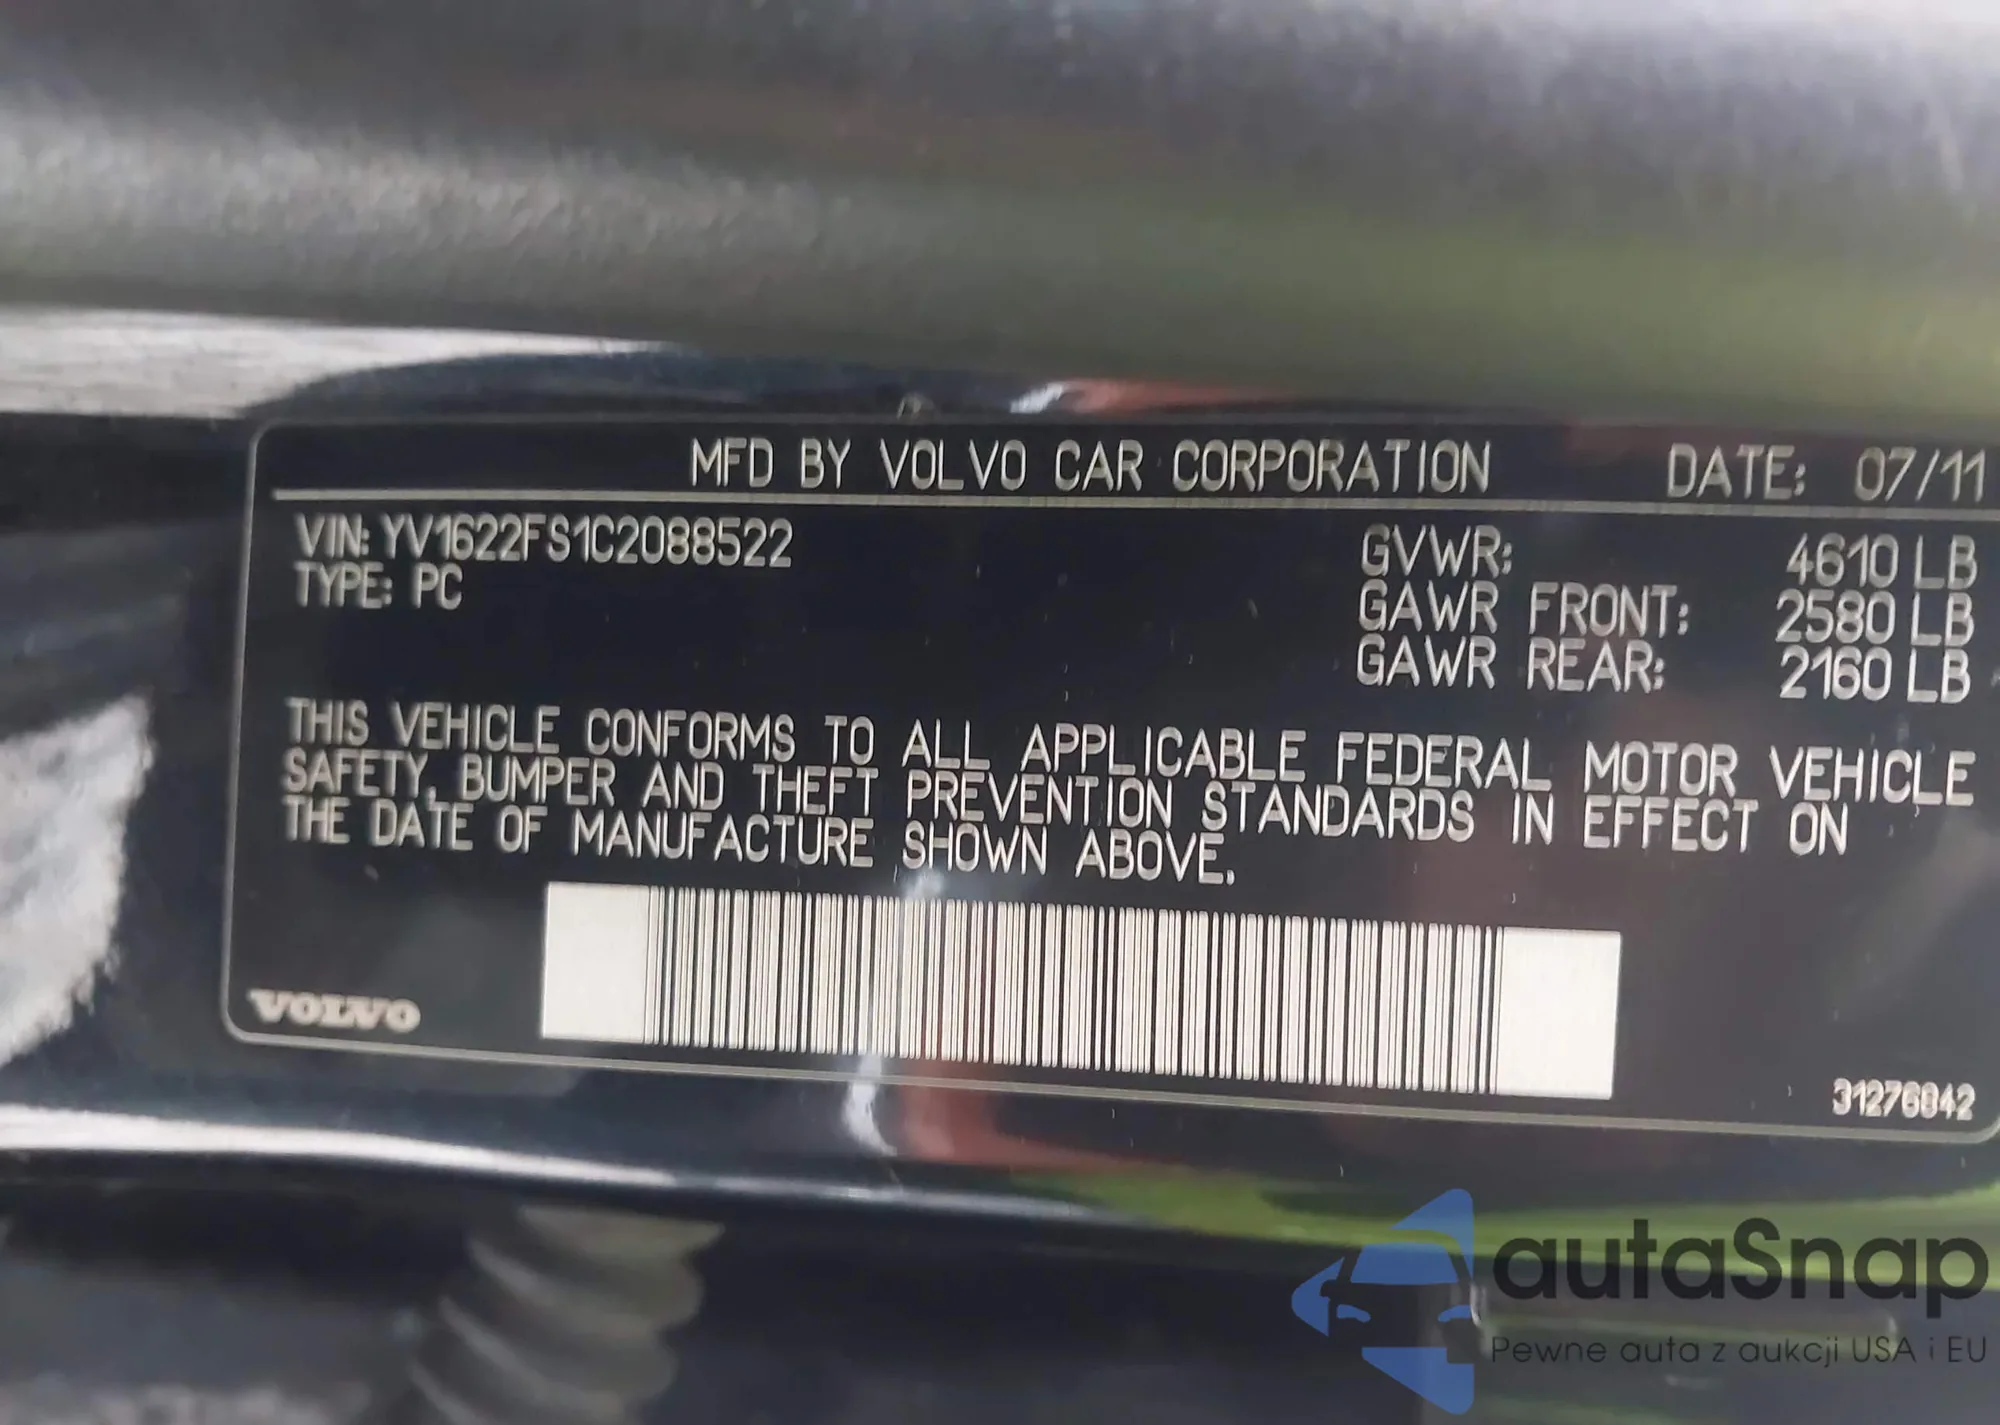 MFD BY VOLVO CAR CORPORATION DATE: 07/11
VIN: YV1622FS1C2088522 GVWR: 4610 LB
TYPE: PC GAWR FRONT: 2580 LB
GAWR REAR: 2160 LB
THIS VEHICLE CONFORMS TO ALL APPLICABLE FEDERAL MOTOR VEHICLE
SAFETY, BUMPER AND THEFT PREVENTION STANDARDS IN EFFECT ON
THE DATE OF MANUFACTURE SHOWN ABOVE.
VOLVO
31276842
autaSnap
Pewne auta z aukcji USA i EU